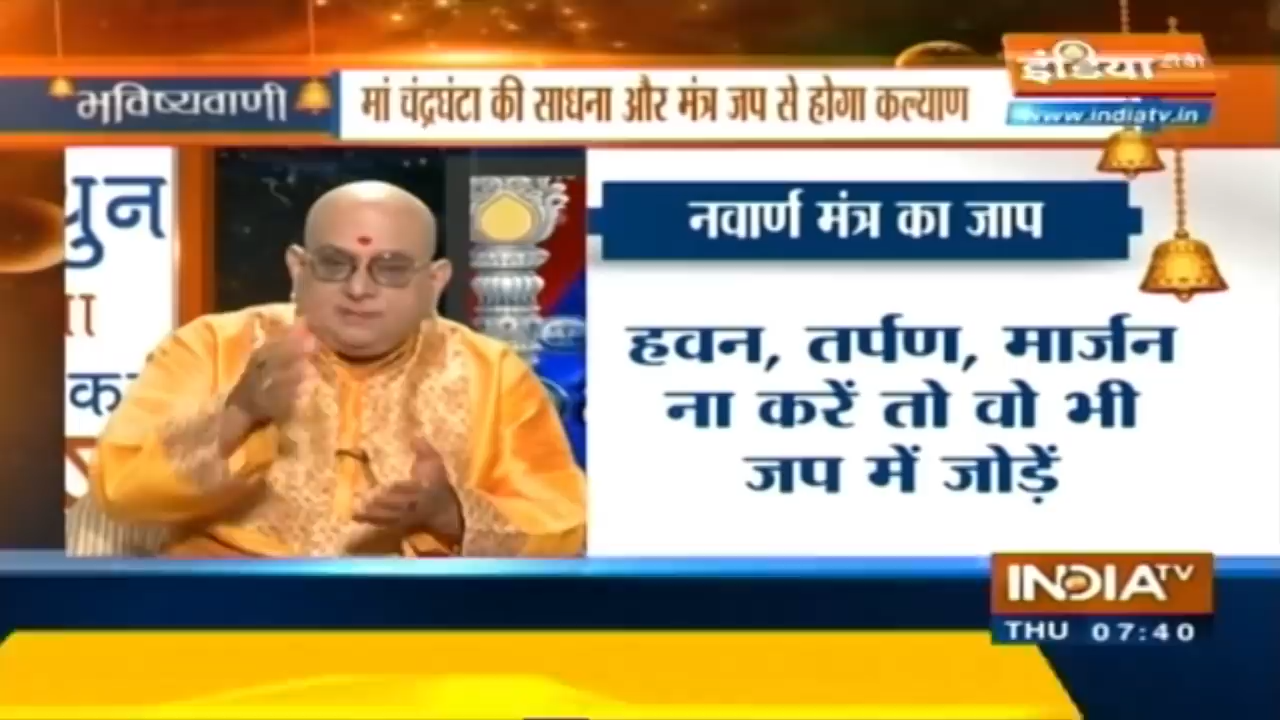 इंडिया टीवी
www.indiatv.in
भविष्यवाणी
मां चंद्रघंटा की साधना और मंत्र जप से होगा कल्याण
नवार्ण मंत्र का जाप
हवन, तर्पण, मार्जन
ना करें तो वो भी
जप में जोड़ें
INDIA TV
THU 07:40